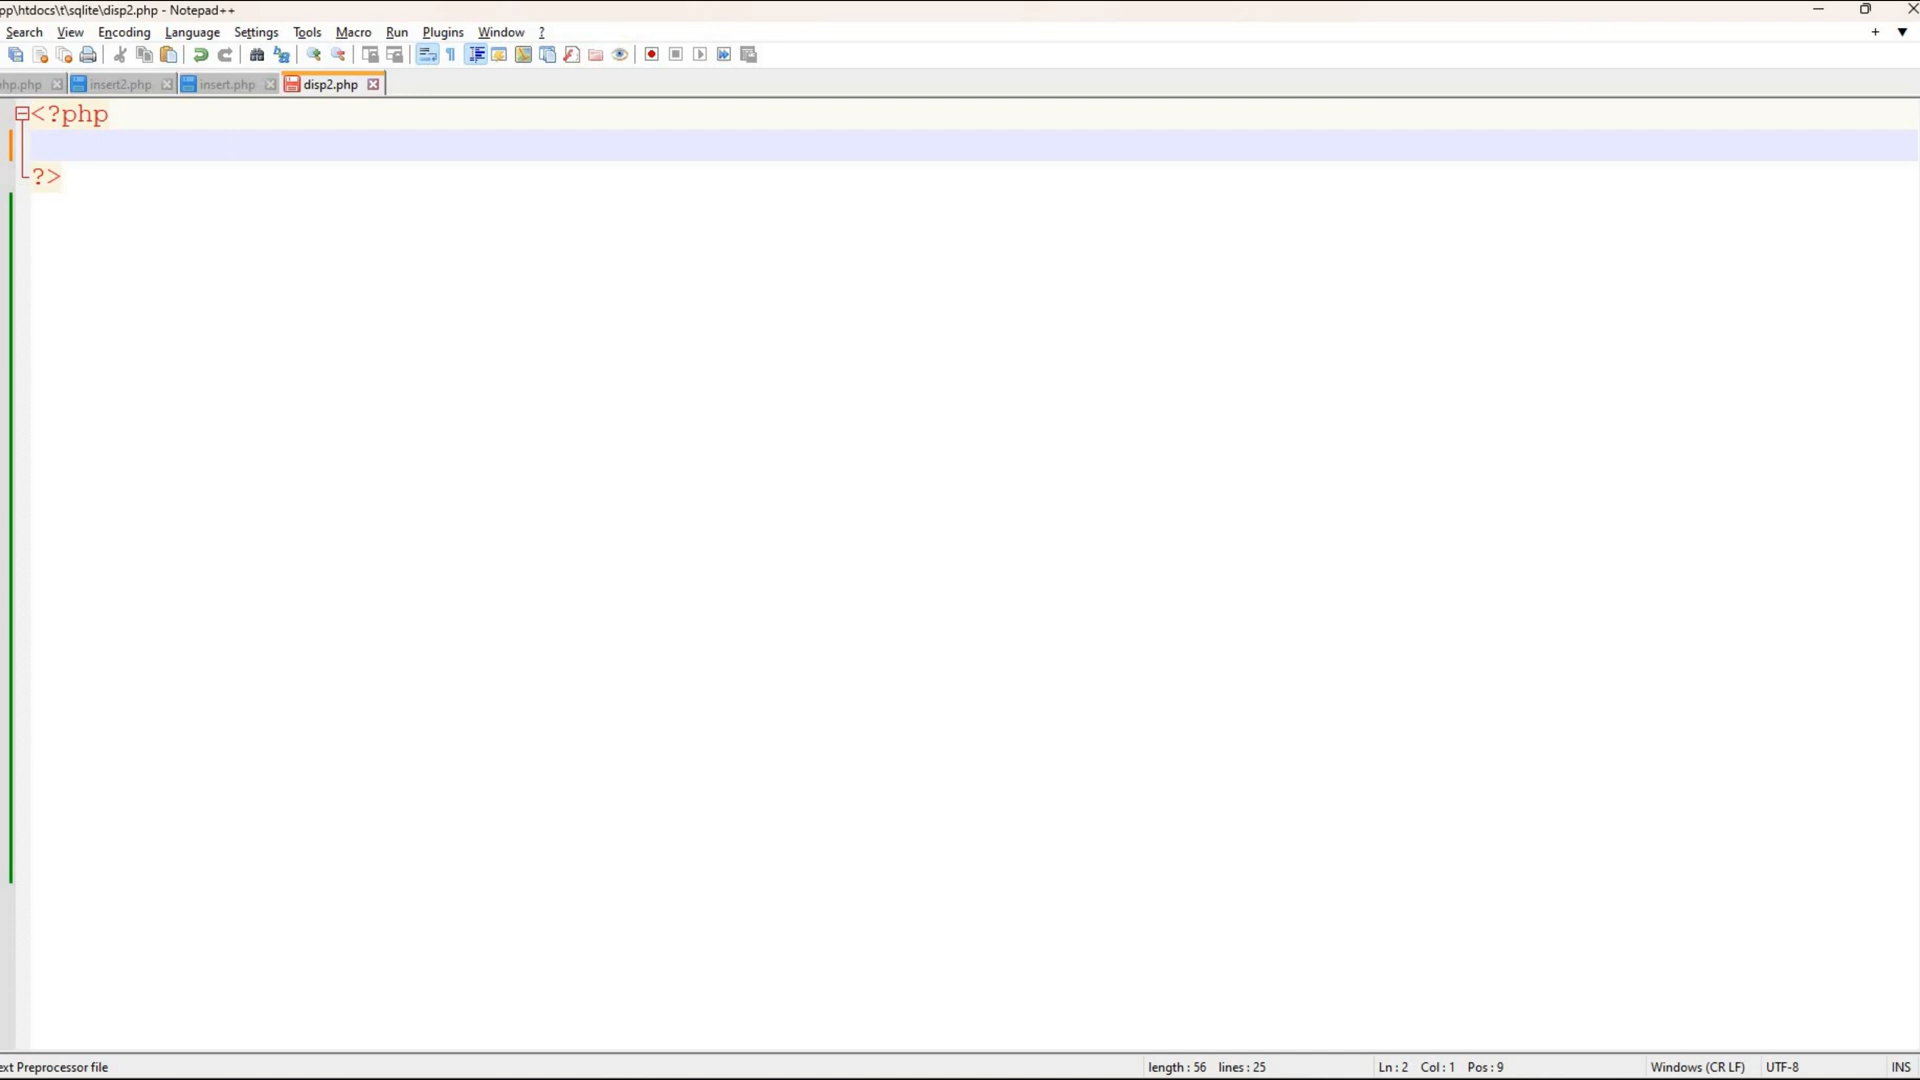 pp\htdocs\t\sqlite\disp2.php - Notepad++
Search View Encoding Language Settings Tools Macro Run Plugins Window ?
+ ▼
hp.php insert2.php insert.php disp2.php
<?php
?>
ext Preprocessor file length : 56 lines : 25 Ln : 2 Col : 1 Pos : 9 Windows (CR LF) UTF-8 INS